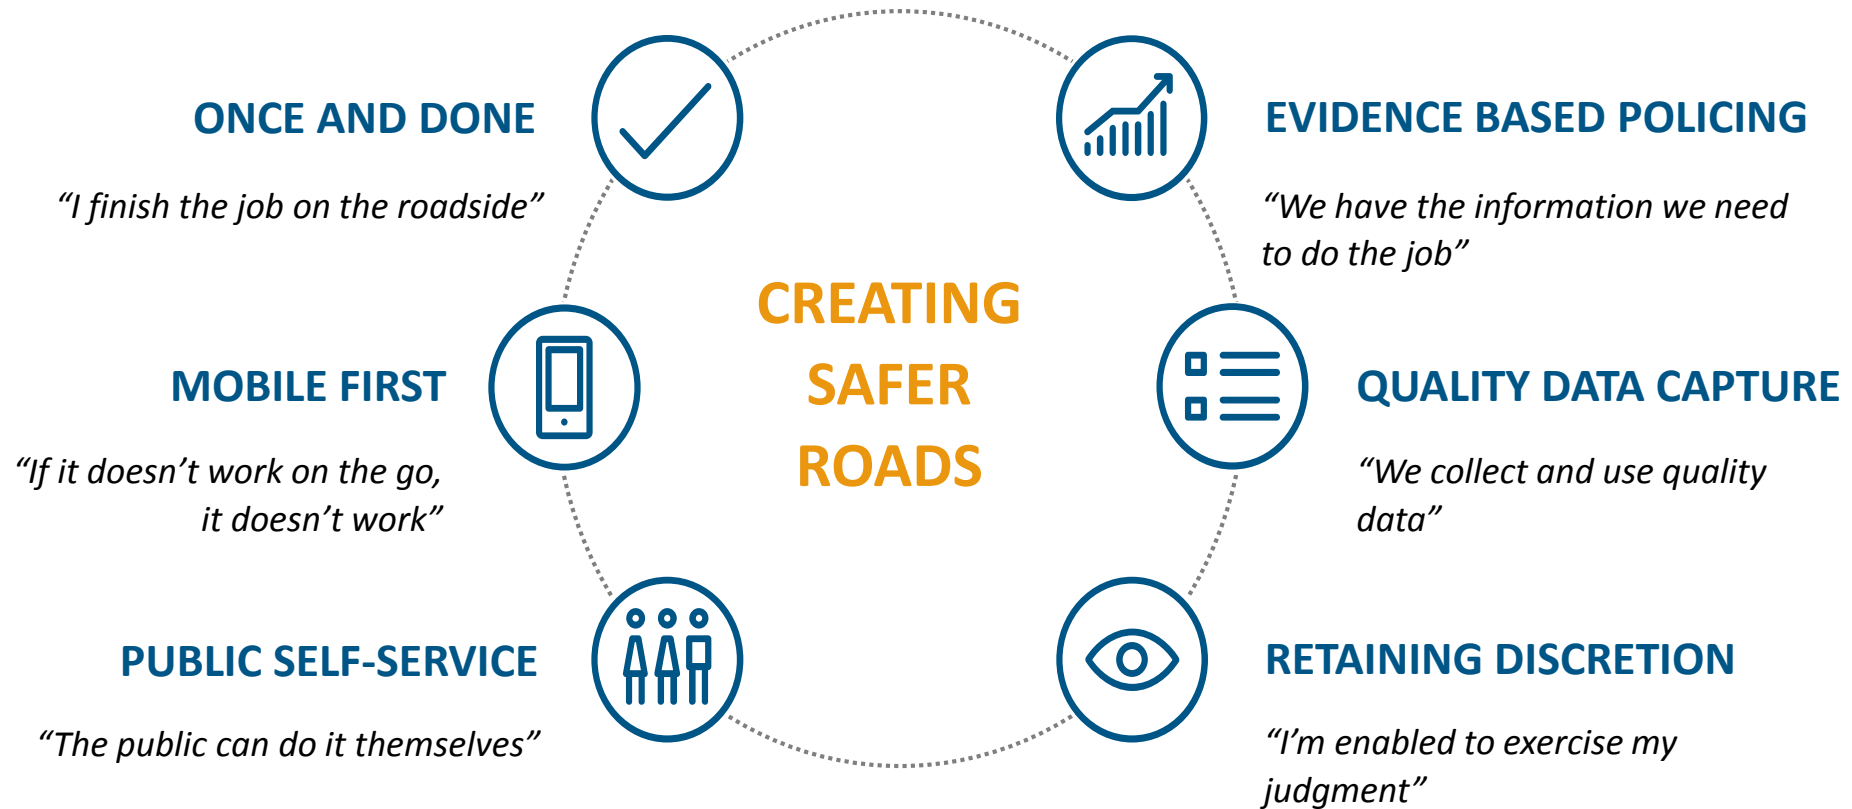 ONCE AND DONE
“I finish the job on the roadside”
MOBILE FIRST
“If it doesn’t work on the go,
it doesn’t work”
PUBLIC SELF-SERVICE
“The public can do it themselves”
CREATING
SAFER
ROADS
EVIDENCE BASED POLICING
“We have the information we need
to do the job”
QUALITY DATA CAPTURE
“We collect and use quality
data”
RETAINING DISCRETION
“I’m enabled to exercise my
judgment”